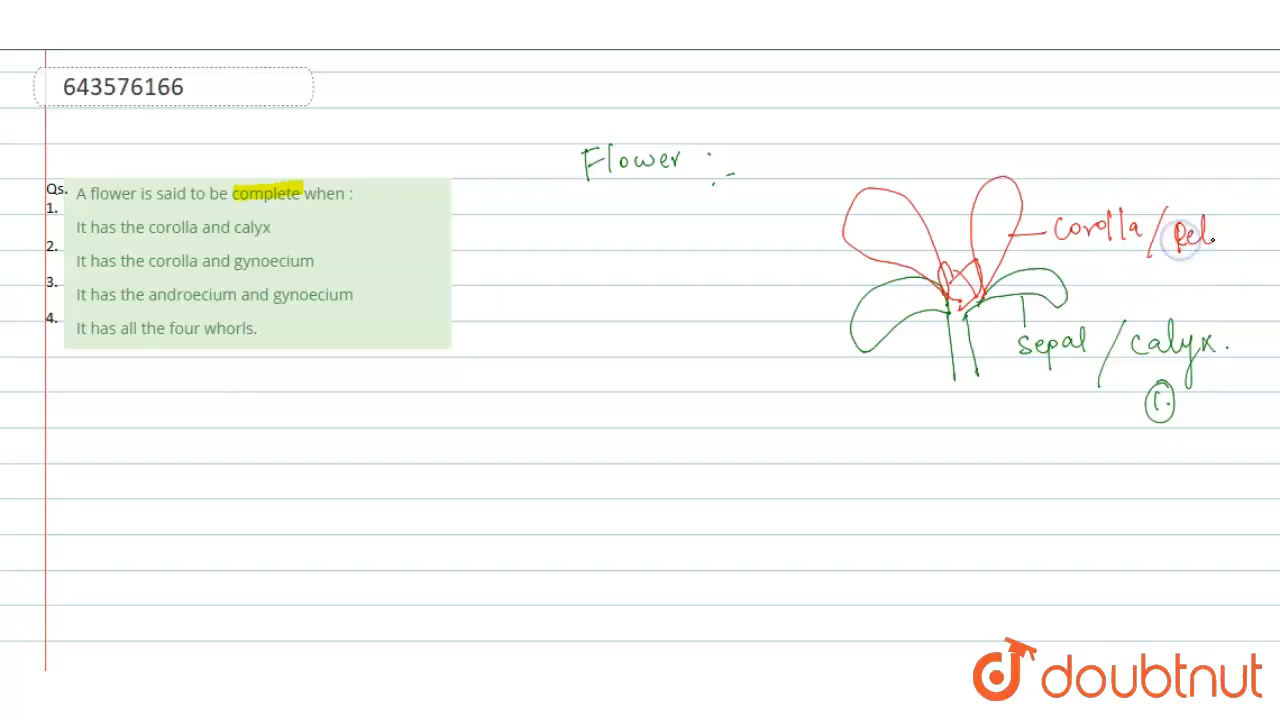 643576166
Flower :-
Qs. A flower is said to be complete when :
1. It has the corolla and calyx
2. It has the corolla and gynoecium
3. It has the androecium and gynoecium
4. It has all the four whorls.
corolla / Pel
sepal / calyx.
doubtnut